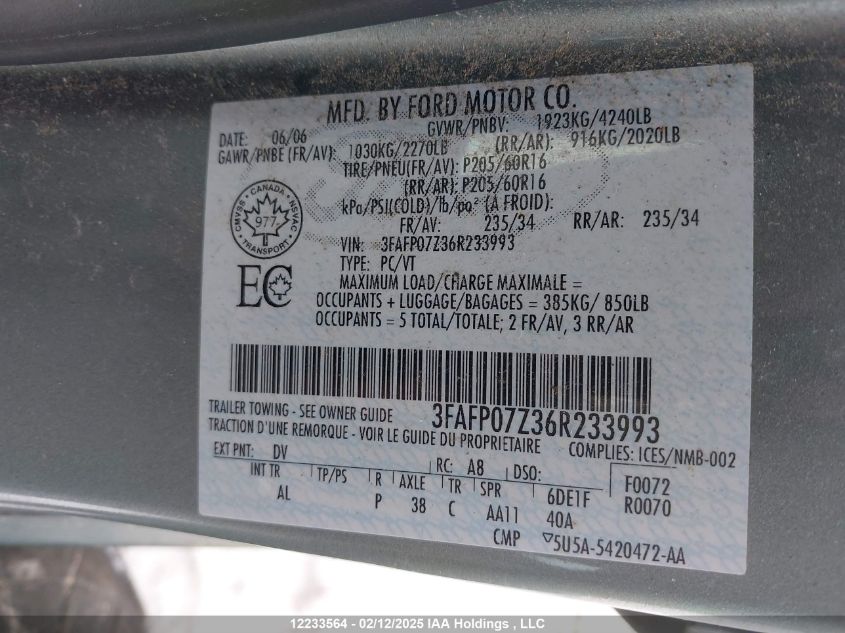 MFD. BY FORD MOTOR CO.
DATE: 06/06 GVWR/PNBV: 1923KG/4240LB
GAWR/PNBE (FR/AV): 1030KG/2270LB (RR/AR): 916KG/2020LB
TIRE/PNEU(FR/AV): P205/60R16
(RR/AR): P205/60R16
kPa/PSI(COLD)/lb/po² (A FROID):
FR/AV: 235/34 RR/AR: 235/34
CANADA
CMVSS NSVAC
977
TRANSPORT
VIN: 3FAFP07Z36R233993
TYPE: PC/VT
EC
MAXIMUM LOAD/CHARGE MAXIMALE =
OCCUPANTS + LUGGAGE/BAGAGES = 385KG/ 850LB
OCCUPANTS = 5 TOTAL/TOTALE; 2 FR/AV, 3 RR/AR
3FAFP07Z36R233993
TRAILER TOWING - SEE OWNER GUIDE
TRACTION D'UNE REMORQUE - VOIR LE GUIDE DU PROPRIETAIRE
COMPLIES: ICES/NMB-002
EXT PNT: DV RC: A8 DSO: F0072
INT TR TP/PS R AXLE TR SPR 6DE1F R0070
AL P 38 C AA11 40A
CMP 5U5A-5420472-AA
12233564 - 02/12/2025 IAA Holdings , LLC